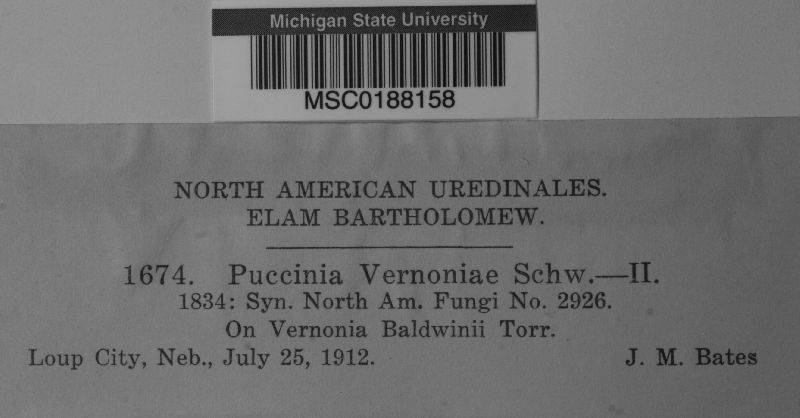 Michigan State University
MSC0188158
NORTH AMERICAN UREDINALES.
ELAM BARTHOLOMEW.
1674. Puccinia Vernoniae Schw.—II.
1834: Syn. North Am. Fungi No. 2926.
On Vernonia Baldwinii Torr.
Loup City, Neb., July 25, 1912. J. M. Bates